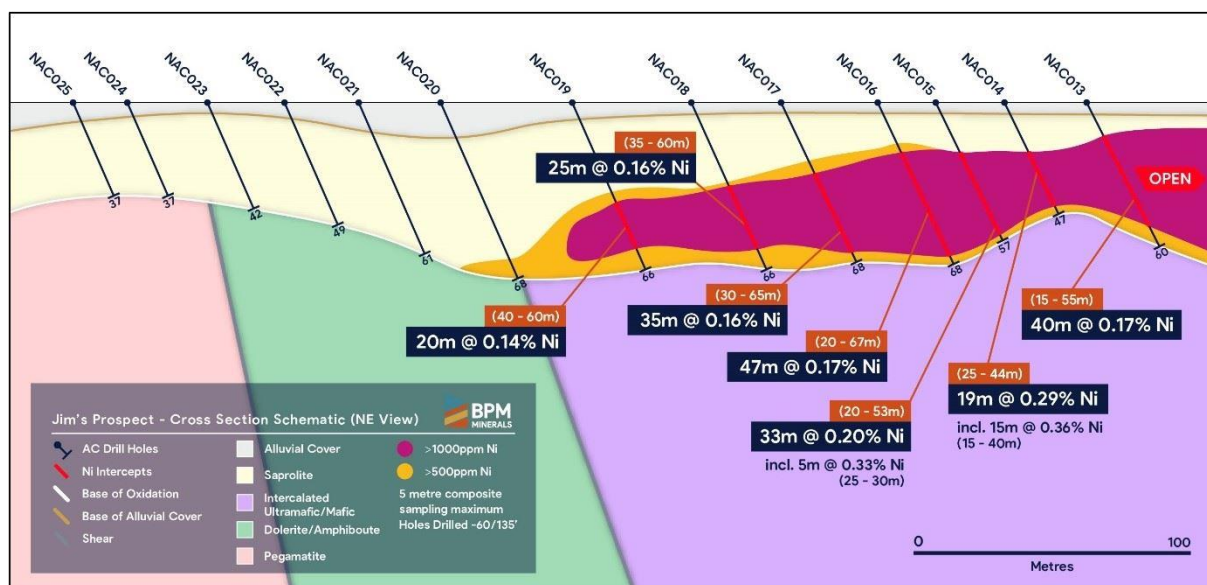 NAC025
NAC024
NAC023
NAC022
NAC021
NAC020
NAC019
NAC018
NAC017
NAC016
NAC015
NAC014
NAC013
(35 - 60m)
25m @ 0.16% Ni
OPEN
37
37
42
49
61
68
66
66
68
68
57
47
60
(40 - 60m)
20m @ 0.14% Ni
(30 - 65m)
35m @ 0.16% Ni
(20 - 67m)
47m @ 0.17% Ni
(20 - 53m)
33m @ 0.20% Ni
incl. 5m @ 0.33% Ni
(25 - 30m)
(25 - 44m)
19m @ 0.29% Ni
incl. 15m @ 0.36% Ni
(15 - 40m)
(15 - 55m)
40m @ 0.17% Ni
Jim's Prospect - Cross Section Schematic (NE View)
BPM
MINERALS
AC Drill Holes
Ni Intercepts
Base of Oxidation
Base of Alluvial Cover
Shear
Alluvial Cover
Saprolite
Intercalated
Ultramafic/Mafic
Dolerite/Amphiboute
Pegamatite
>1000ppm Ni
>500ppm Ni
5 metre composite
sampling maximum
Holes Drilled -60/135'
0
100
Metres